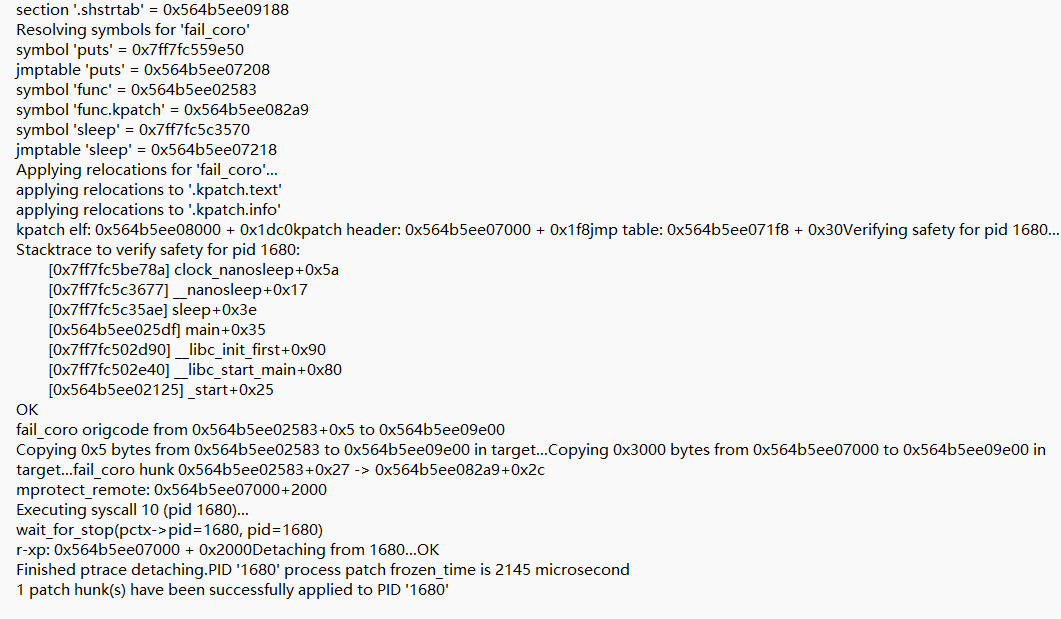 section '.shstrtab' = 0x564b5ee09188
Resolving symbols for 'fail_coro'
symbol 'puts' = 0x7ff7fc559e50
jmptable 'puts' = 0x564b5ee07208
symbol 'func' = 0x564b5ee02583
symbol 'func.kpatch' = 0x564b5ee082a9
symbol 'sleep' = 0x7ff7fc5c3570
jmptable 'sleep' = 0x564b5ee07218
Applying relocations for 'fail_coro'...
applying relocations to '.kpatch.text'
applying relocations to '.kpatch.info'
kpatch elf: 0x564b5ee08000 + 0x1dc0kpatch header: 0x564b5ee07000 + 0x1f8jmp table: 0x564b5ee071f8 + 0x30Verifying safety for pid 1680...
Stacktrace to verify safety for pid 1680:
[0x7ff7fc5be78a] clock_nanosleep+0x5a
[0x7ff7fc5c3677] __nanosleep+0x17
[0x7ff7fc5c35ae] sleep+0x3e
[0x564b5ee025df] main+0x35
[0x7ff7fc502d90] __libc_init_first+0x90
[0x7ff7fc502e40] __libc_start_main+0x80
[0x564b5ee02125] _start+0x25
OK
fail_coro origcode from 0x564b5ee02583+0x5 to 0x564b5ee09e00
Copying 0x5 bytes from 0x564b5ee02583 to 0x564b5ee09e00 in target...Copying 0x3000 bytes from 0x564b5ee07000 to 0x564b5ee09e00 in
target...fail_coro hunk 0x564b5ee02583+0x27 -> 0x564b5ee082a9+0x2c
mprotect_remote: 0x564b5ee07000+2000
Executing syscall 10 (pid 1680)...
wait_for_stop(pctx->pid=1680, pid=1680)
r-xp: 0x564b5ee07000 + 0x2000Detaching from 1680...OK
Finished ptrace detaching.PID '1680' process patch frozen_time is 2145 microsecond
1 patch hunk(s) have been successfully applied to PID '1680'